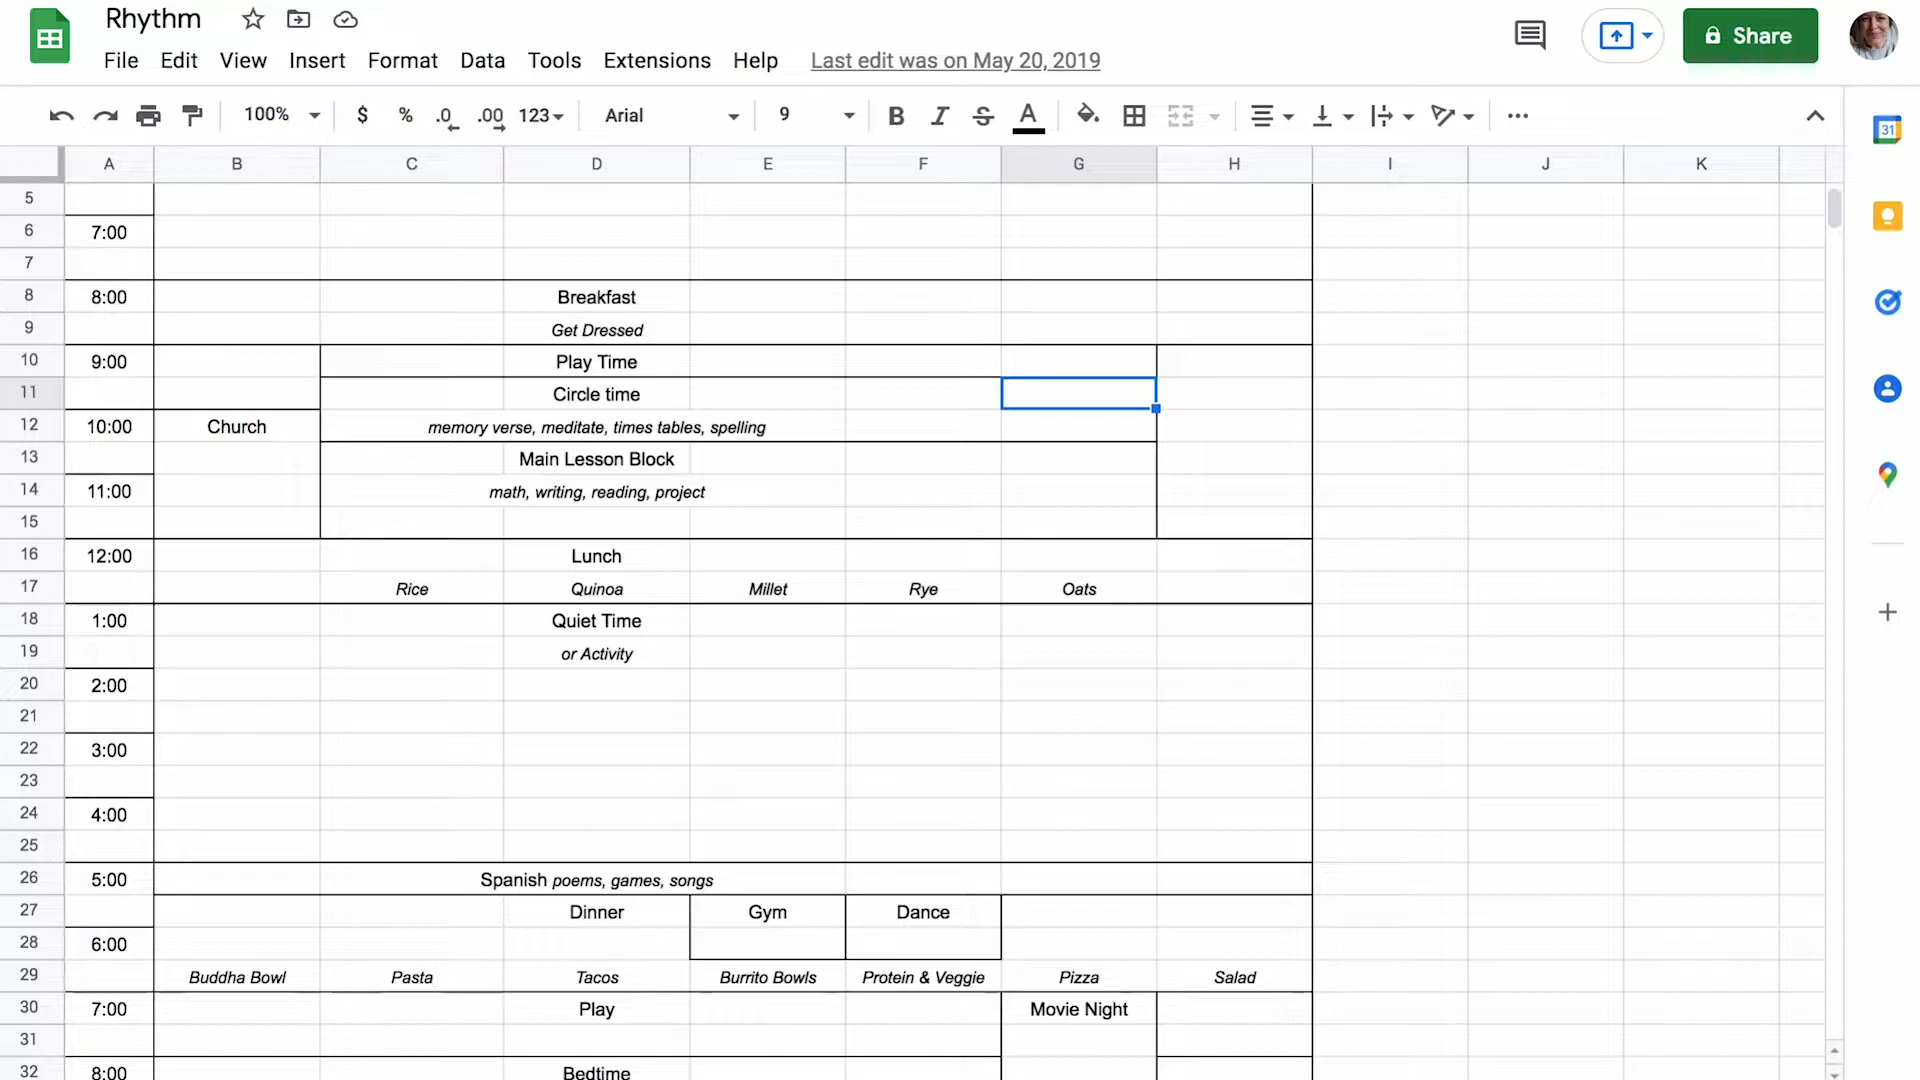 Rhythm
File Edit View Insert Format Data Tools Extensions Help Last edit was on May 20, 2019
Share
100% $ % .0 .00 123 Arial 9 B I S A
31
A B C D E F G H I J K
5
6 7:00
7
8 8:00 Breakfast
9 Get Dressed
10 9:00 Play Time
11 Circle time
12 10:00 Church memory verse, meditate, times tables, spelling
13 Main Lesson Block
14 11:00 math, writing, reading, project
15
16 12:00 Lunch
17 Rice Quinoa Millet Rye Oats
18 1:00 Quiet Time
19 or Activity
20 2:00
21
22 3:00
23
24 4:00
25
26 5:00 Spanish poems, games, songs
27 Dinner Gym Dance
28 6:00
29 Buddha Bowl Pasta Tacos Burrito Bowls Protein & Veggie Pizza Salad
30 7:00 Play Movie Night
31
32 8:00 Bedtime